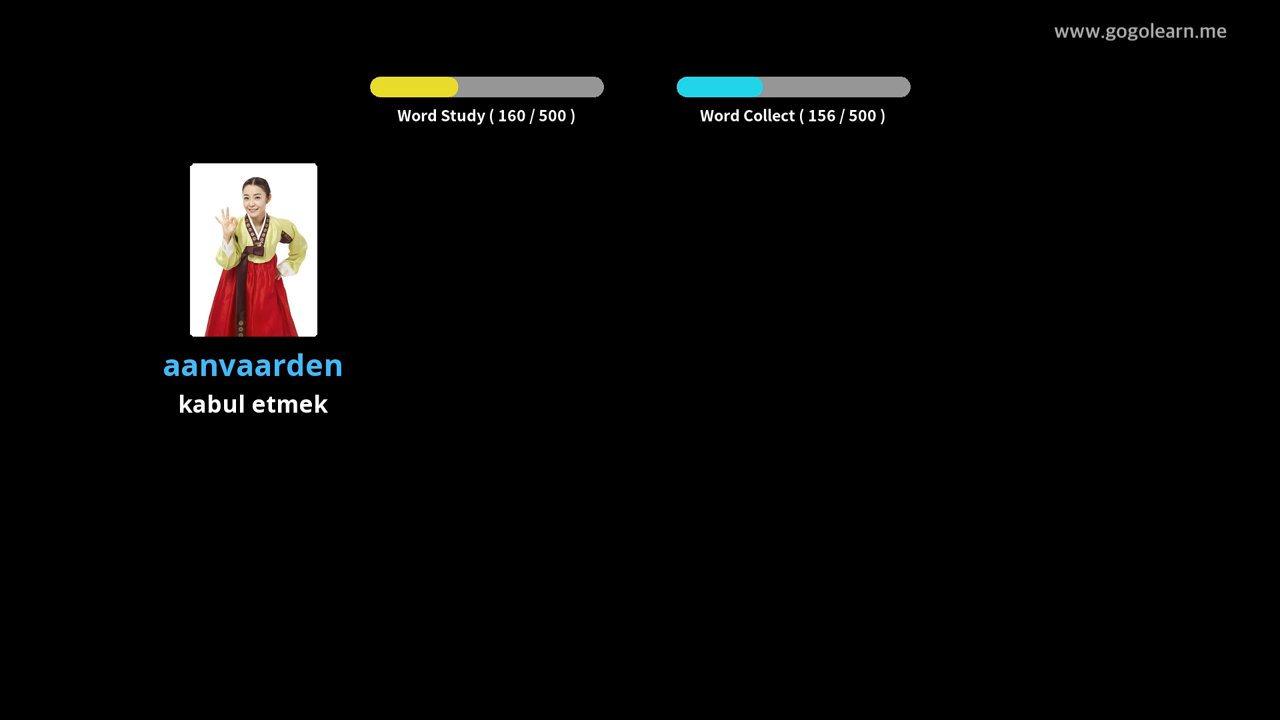 www.gogolearn.me
Word Study ( 160 / 500 )
Word Collect ( 156 / 500 )
aanvaarden
kabul etmek